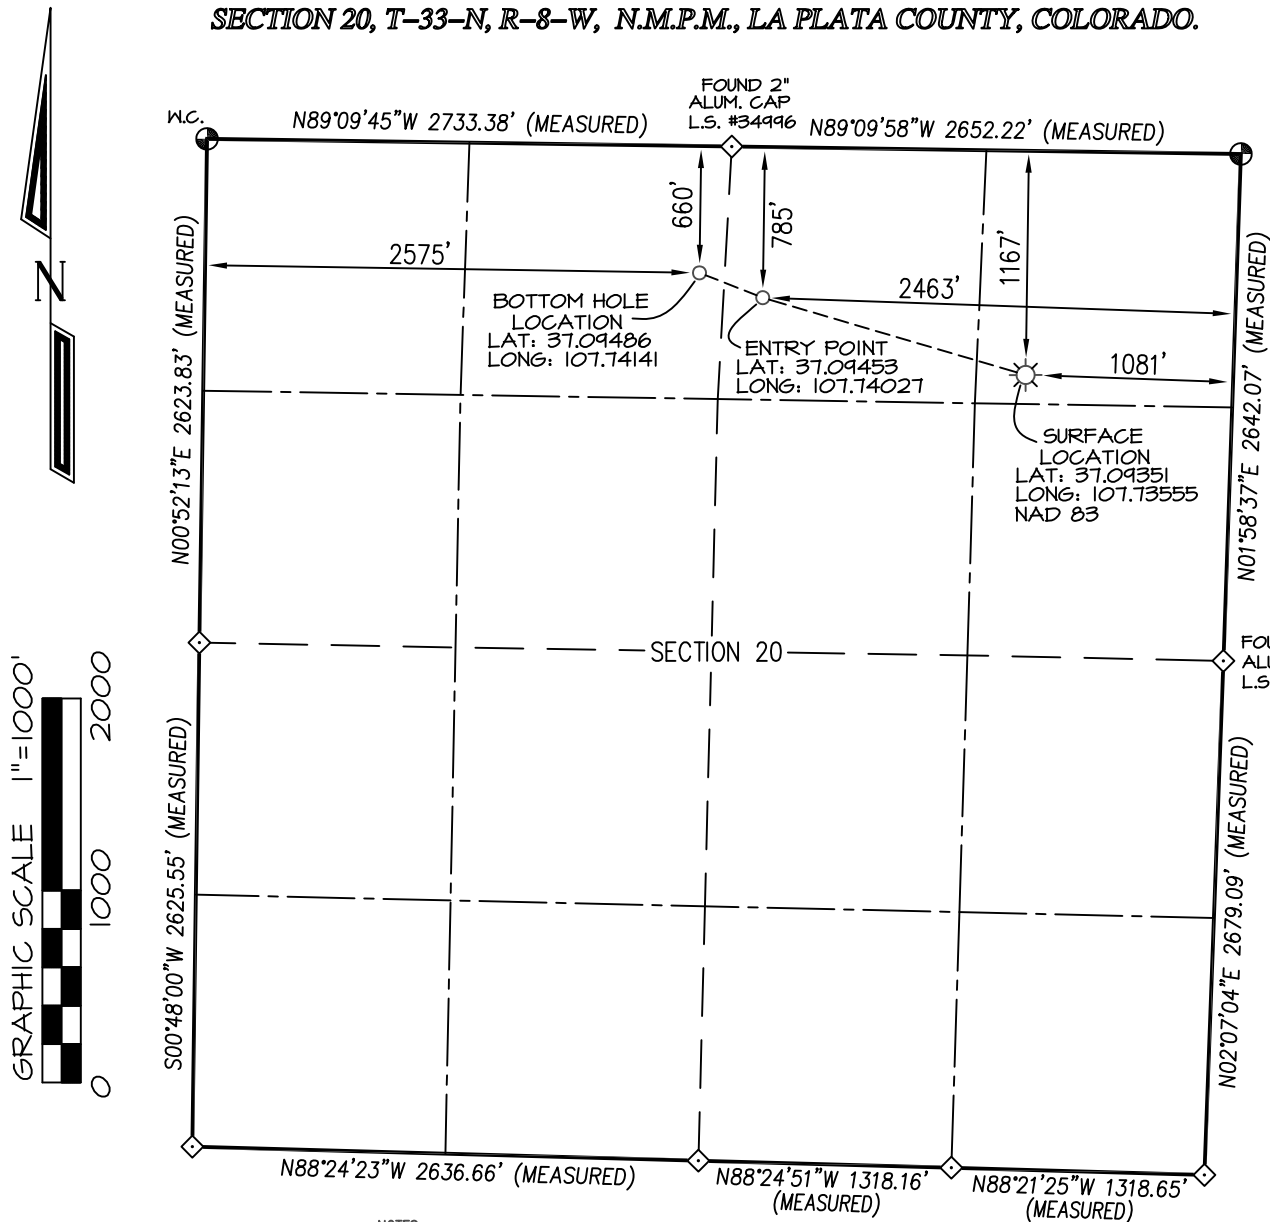 SECTION 20, T-33-N, R-8-W, N.M.P.M., LA PLATA COUNTY, COLORADO.
FOUND 2"
ALUM. CAP
L.S. #34996
W.C.
N89°09'45"W 2733.38' (MEASURED)
N89°09'58"W 2652.22' (MEASURED)
660'
785'
1167'
2575'
2463'
1081'
BOTTOM HOLE
LOCATION
LAT: 37.09486
LONG: 107.74141
ENTRY POINT
LAT: 37.09453
LONG: 107.74027
SURFACE
LOCATION
LAT: 37.09351
LONG: 107.73555
NAD 83
N
N00°52'13"E 2623.83' (MEASURED)
N01°58'37"E 2642.07' (MEASURED)
SECTION 20
FOU
ALU
L.S
GRAPHIC SCALE 1"=1000'
2000
1000
0
S00°48'00"W 2625.55' (MEASURED)
N02°07'04"E 2679.09' (MEASURED)
N88°24'23"W 2636.66' (MEASURED)
N88°24'51"W 1318.16'
(MEASURED)
N88°21'25"W 1318.65'
(MEASURED)